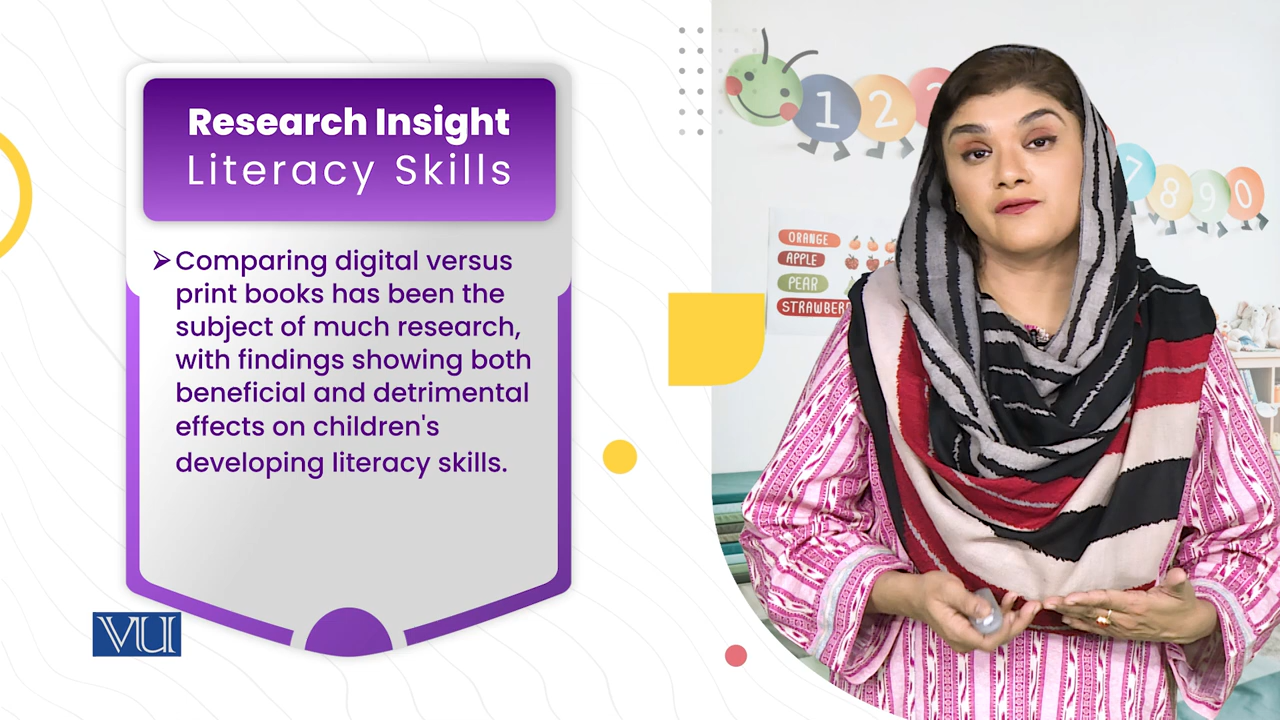 Research Insight
Literacy Skills
➢Comparing digital versus
print books has been the
subject of much research,
with findings showing both
beneficial and detrimental
effects on children's
developing literacy skills.
VU
1 2
7 8 9 0
ORANGE
APPLE
PEAR